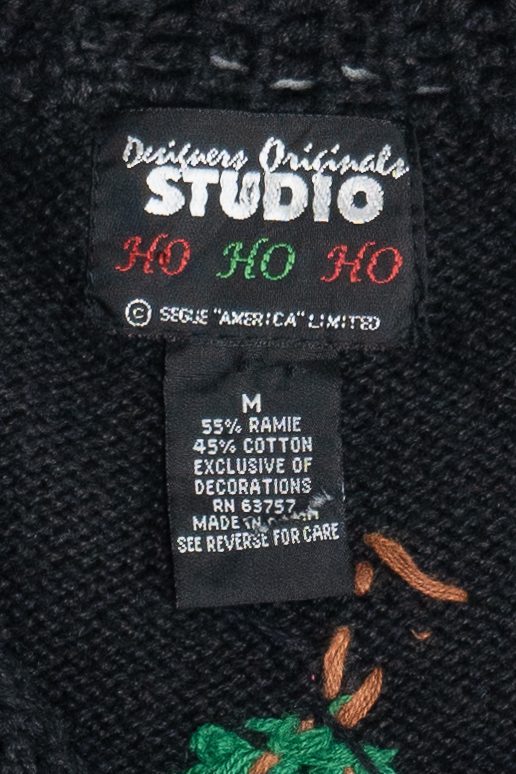 Designers Originals
STUDIO
HO HO HO
© SEGUE "AMERICA" LIMITED
M
55% RAMIE
45% COTTON
EXCLUSIVE OF
DECORATIONS
RN 63757
MADE IN
SEE REVERSE FOR CARE